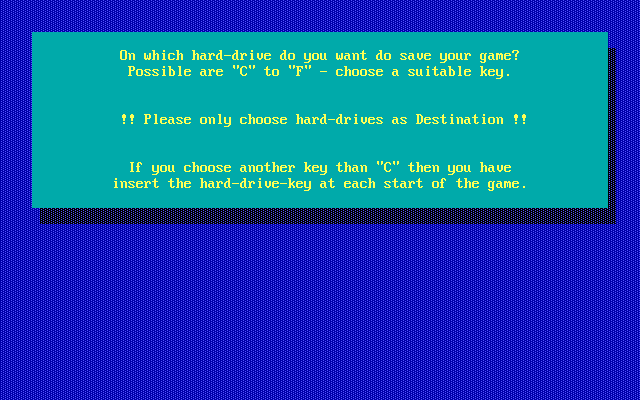 On which hard-drive do you want do save your game?
Possible are "C" to "F" - choose a suitable key.
!! Please only choose hard-drives as Destination !!
If you choose another key than "C" then you have
insert the hard-drive-key at each start of the game.